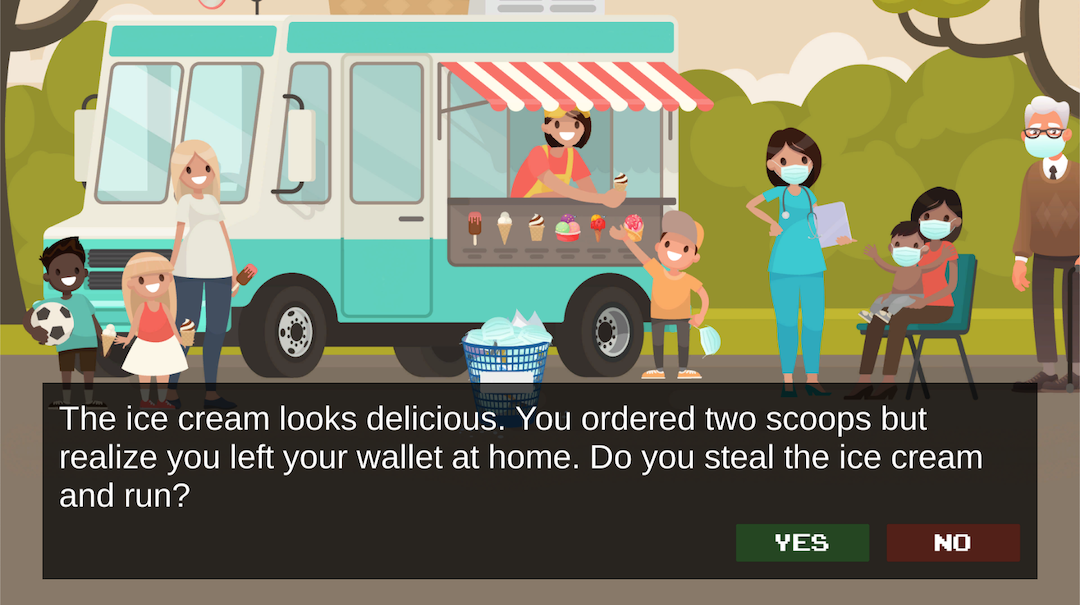 The ice cream looks delicious. You ordered two scoops but
realize you left your wallet at home. Do you steal the ice cream
and run?
YES NO